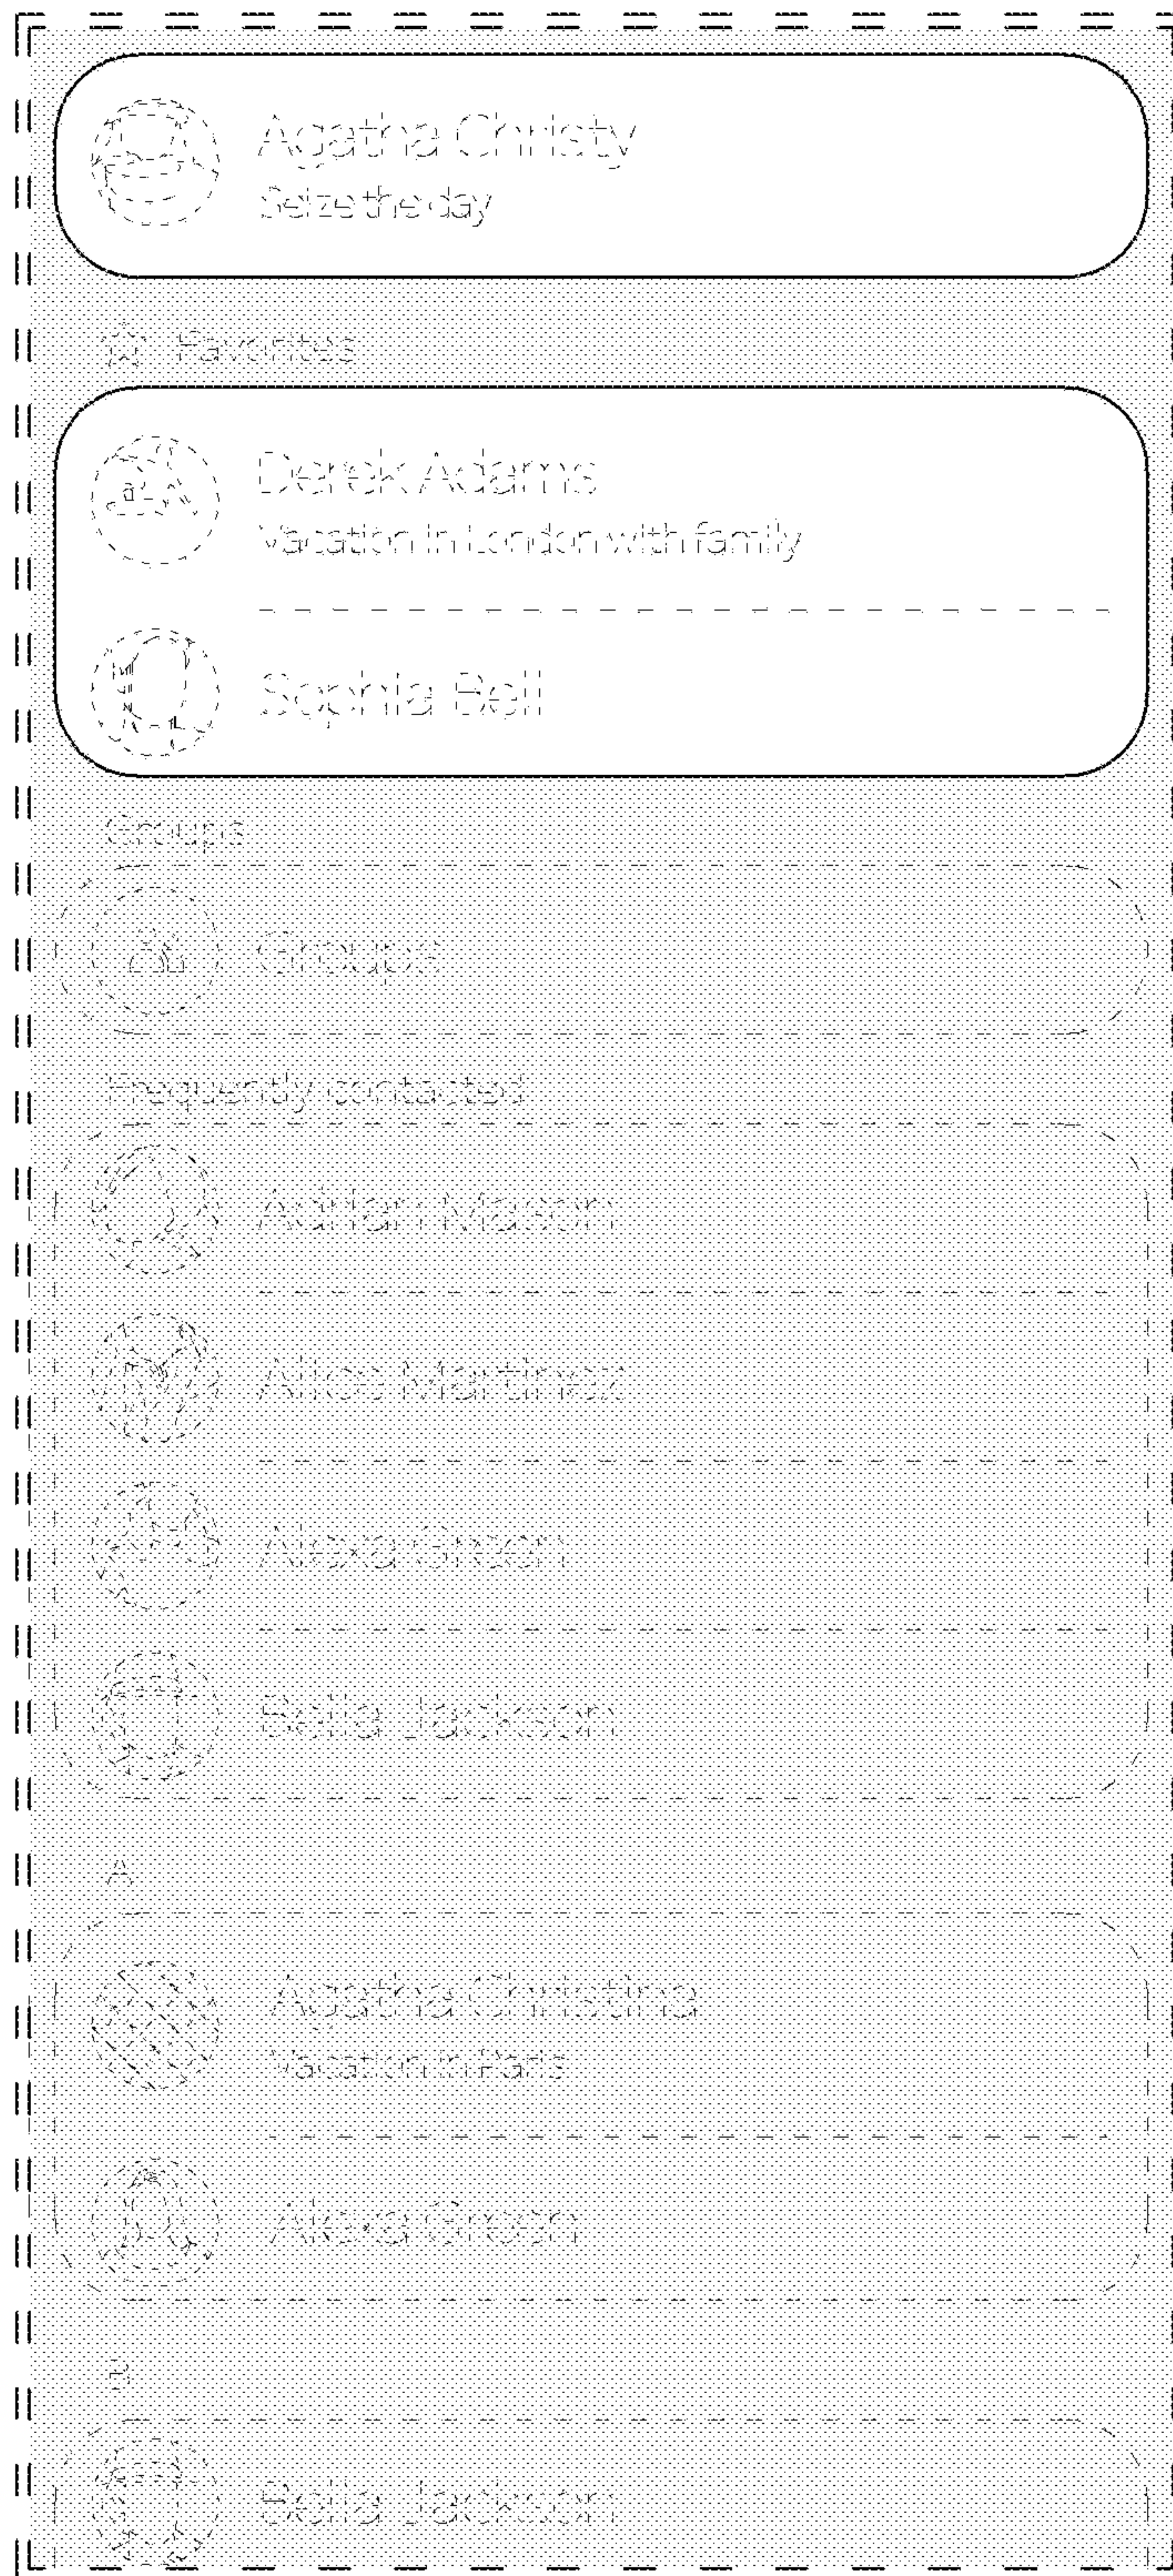 Agatha Christy
Seize the day
Favorites
Derek Adams
Vacation in London with family
Sophia Bell
Groups
Groups
Frequently contacted
Adrian Mason
Alice Martinez
Alexa Green
Bella Jackson
A
Agatha Christina
Vacation in Paris
Alexa Green
B
Bella Jackson